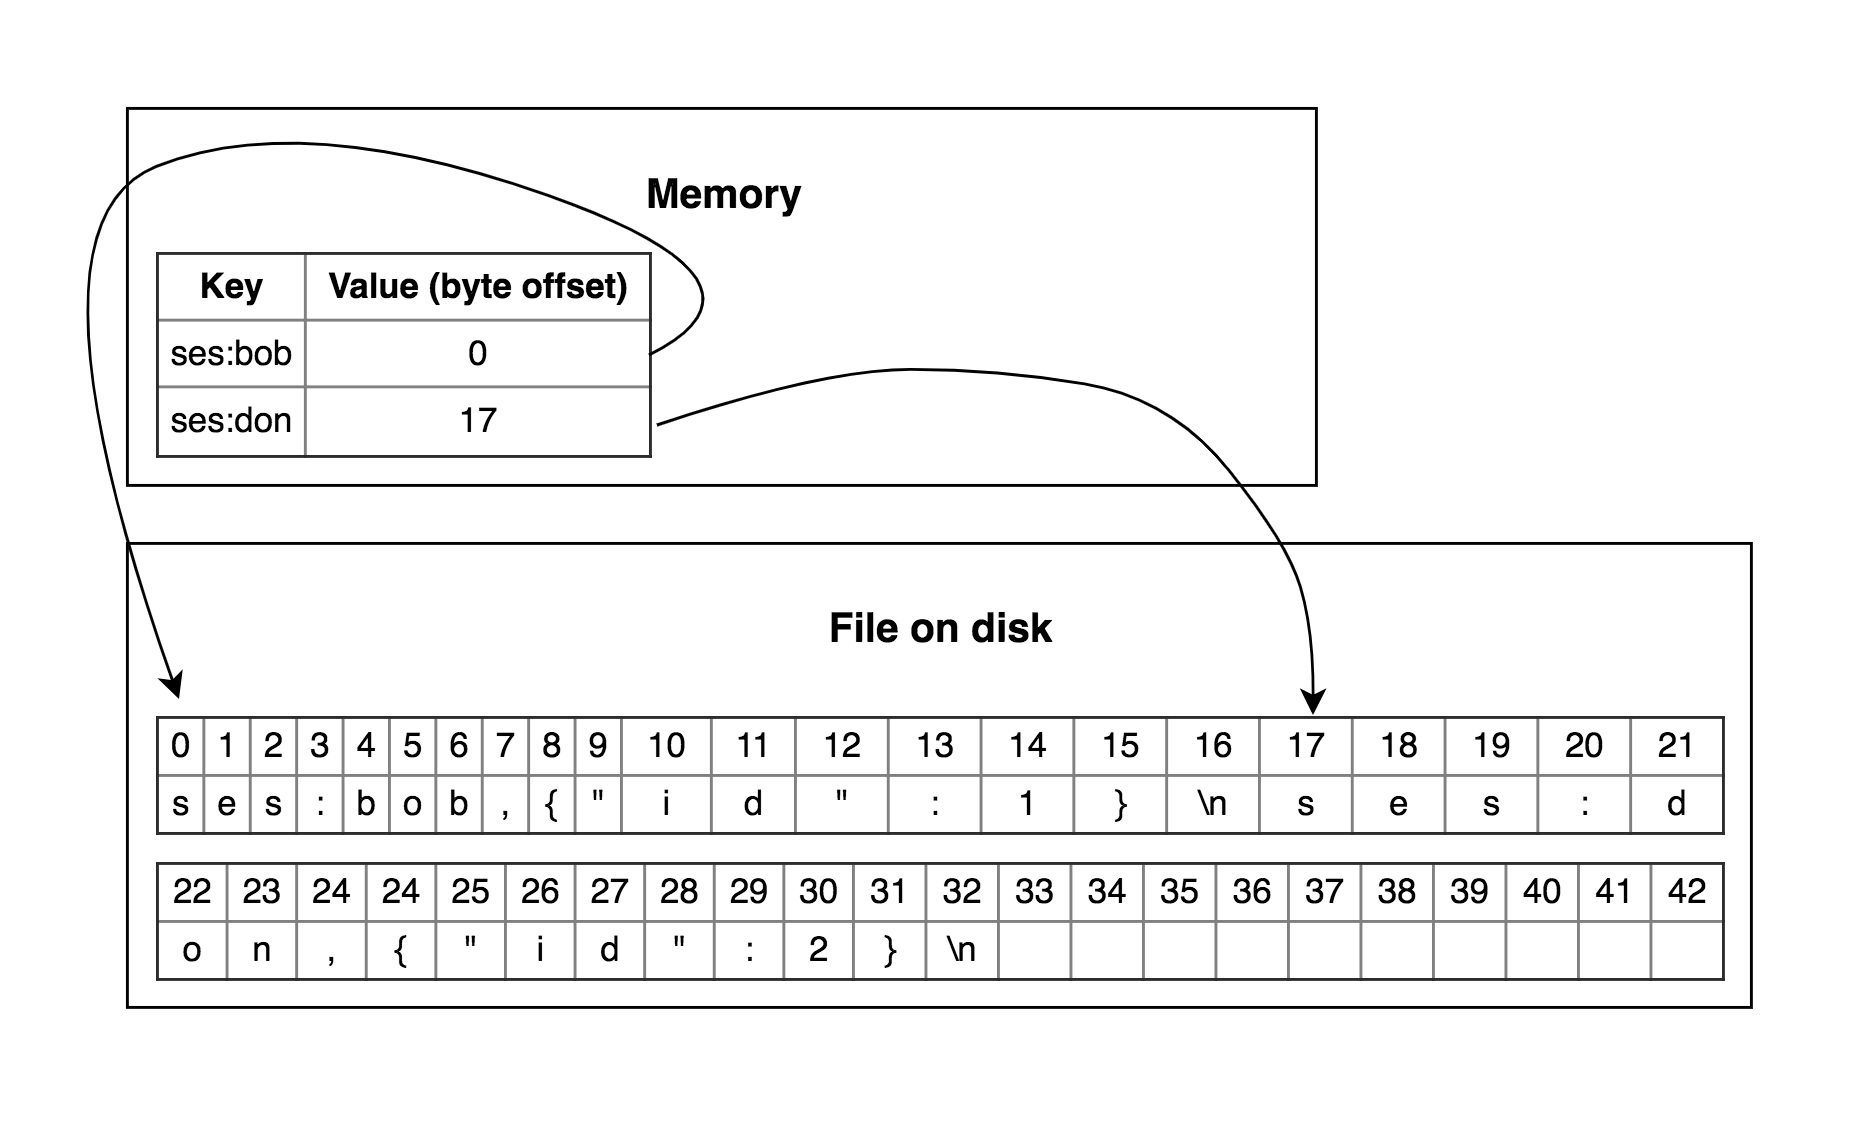 Memory
Key Value (byte offset)
ses:bob 0
ses:don 17
File on disk
0 1 2 3 4 5 6 7 8 9 10 11 12 13 14 15 16 17 18 19 20 21
s e s : b o b , { " i d " : 1 } \n s e s : d
22 23 24 24 25 26 27 28 29 30 31 32 33 34 35 36 37 38 39 40 41 42
o n , { " i d " : 2 } \n